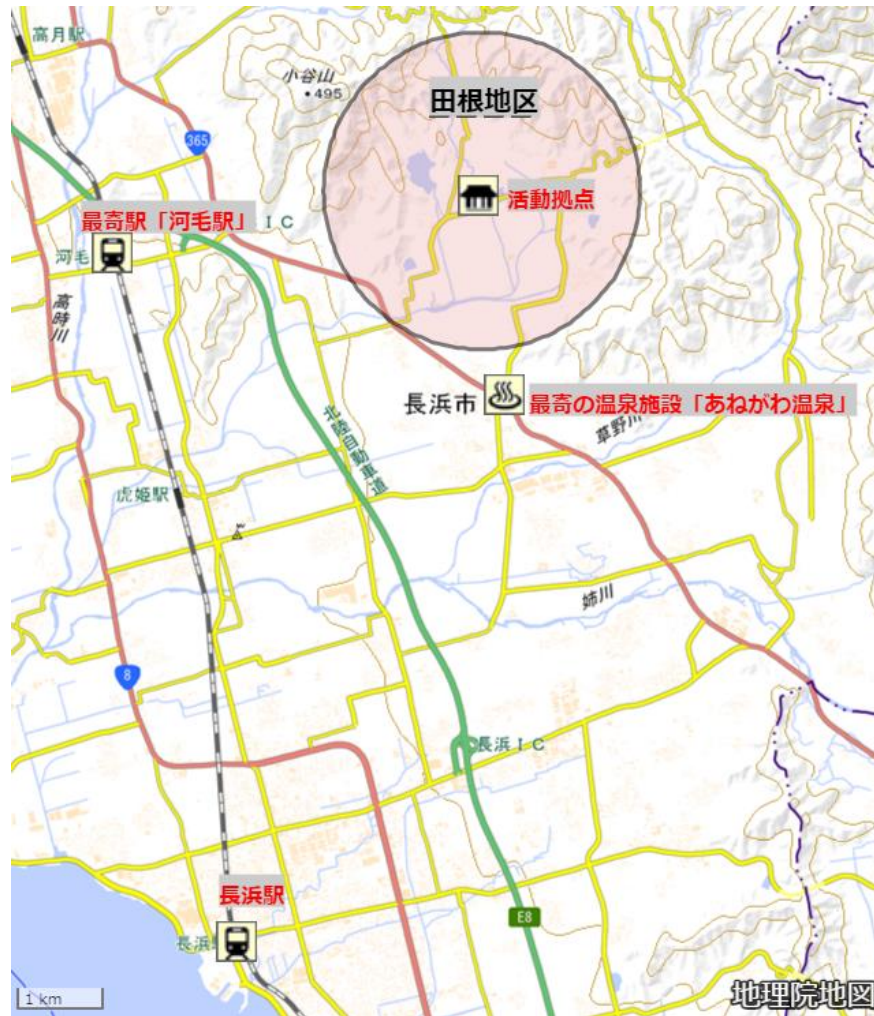 高月駅
小谷山
・495
田根地区
365
活動拠点
最寄駅「河毛駅」
ＩＣ
河毛
高時川
長浜市
最寄の温泉施設「あねがわ温泉」
北陸自動車道
草野川
虎姫駅
姉川
8
長浜ＩＣ
長浜駅
長浜
E8
1 km
地理院地図